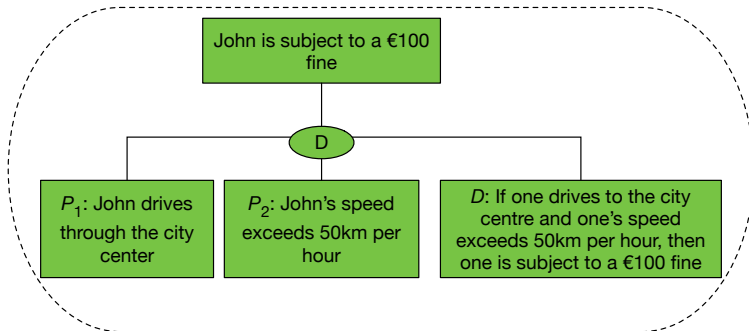 John is subject to a €100
fine
D
P1: John drives
through the city
center
P2: John’s speed
exceeds 50km per
hour
D: If one drives to the city
centre and one’s speed
exceeds 50km per hour, then
one is subject to a €100 fine